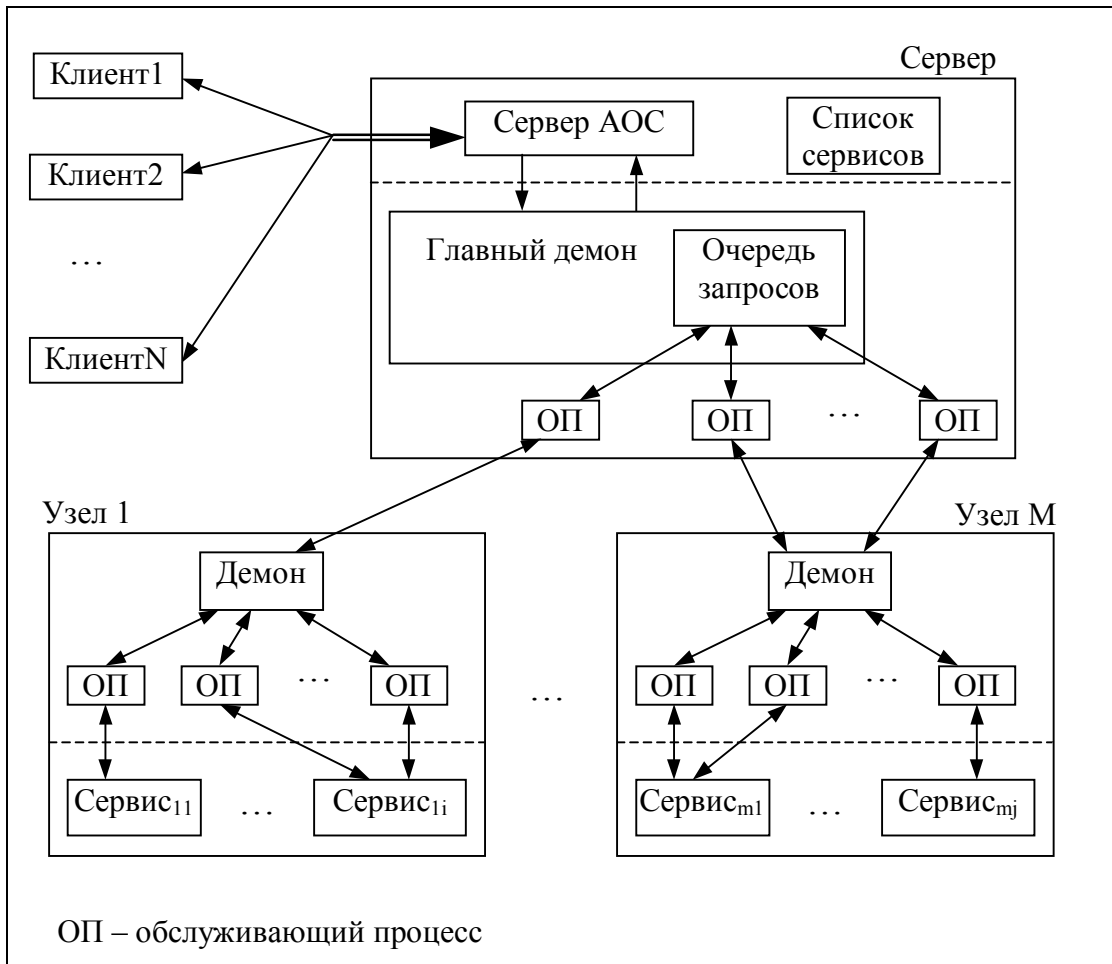 Сервер
Клиент1
Сервер АОС
Список
сервисов
Клиент2
…
Главный демон
Очередь
запросов
КлиентN
ОП
ОП
…
ОП
Узел 1
Узел М
Демон
Демон
ОП
ОП
…
ОП
…
ОП
ОП
…
ОП
Сервис11
…
Сервис1i
Сервисm1
…
Сервисmj
ОП – обслуживающий процесс